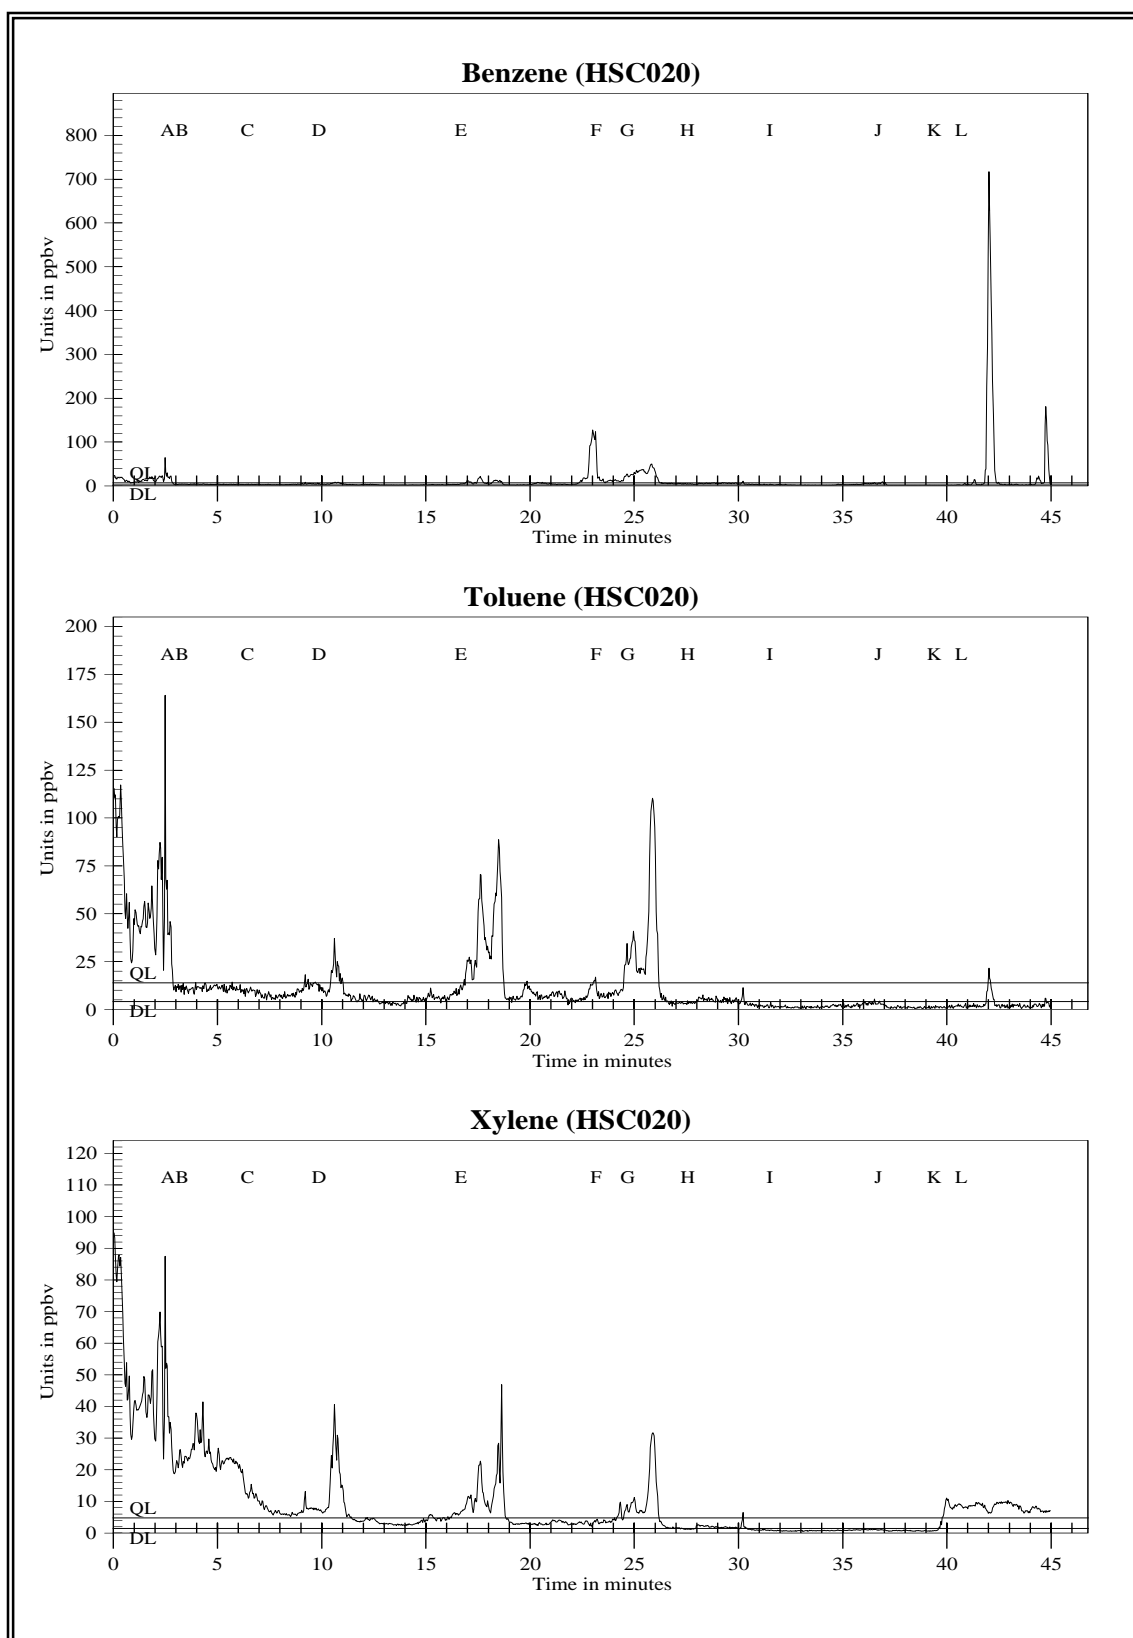 Benzene (HSC020)
A B C D E F G H I J K L
800
700
600
500
400
300
200
100
0
Units in ppbv
QL
DL
0 5 10 15 20 25 30 35 40 45
Time in minutes
Toluene (HSC020)
A B C D E F G H I J K L
200
175
150
125
100
75
50
25
0
Units in ppbv
QL
DL
0 5 10 15 20 25 30 35 40 45
Time in minutes
Xylene (HSC020)
A B C D E F G H I J K L
120
110
100
90
80
70
60
50
40
30
20
10
0
Units in ppbv
QL
DL
0 5 10 15 20 25 30 35 40 45
Time in minutes